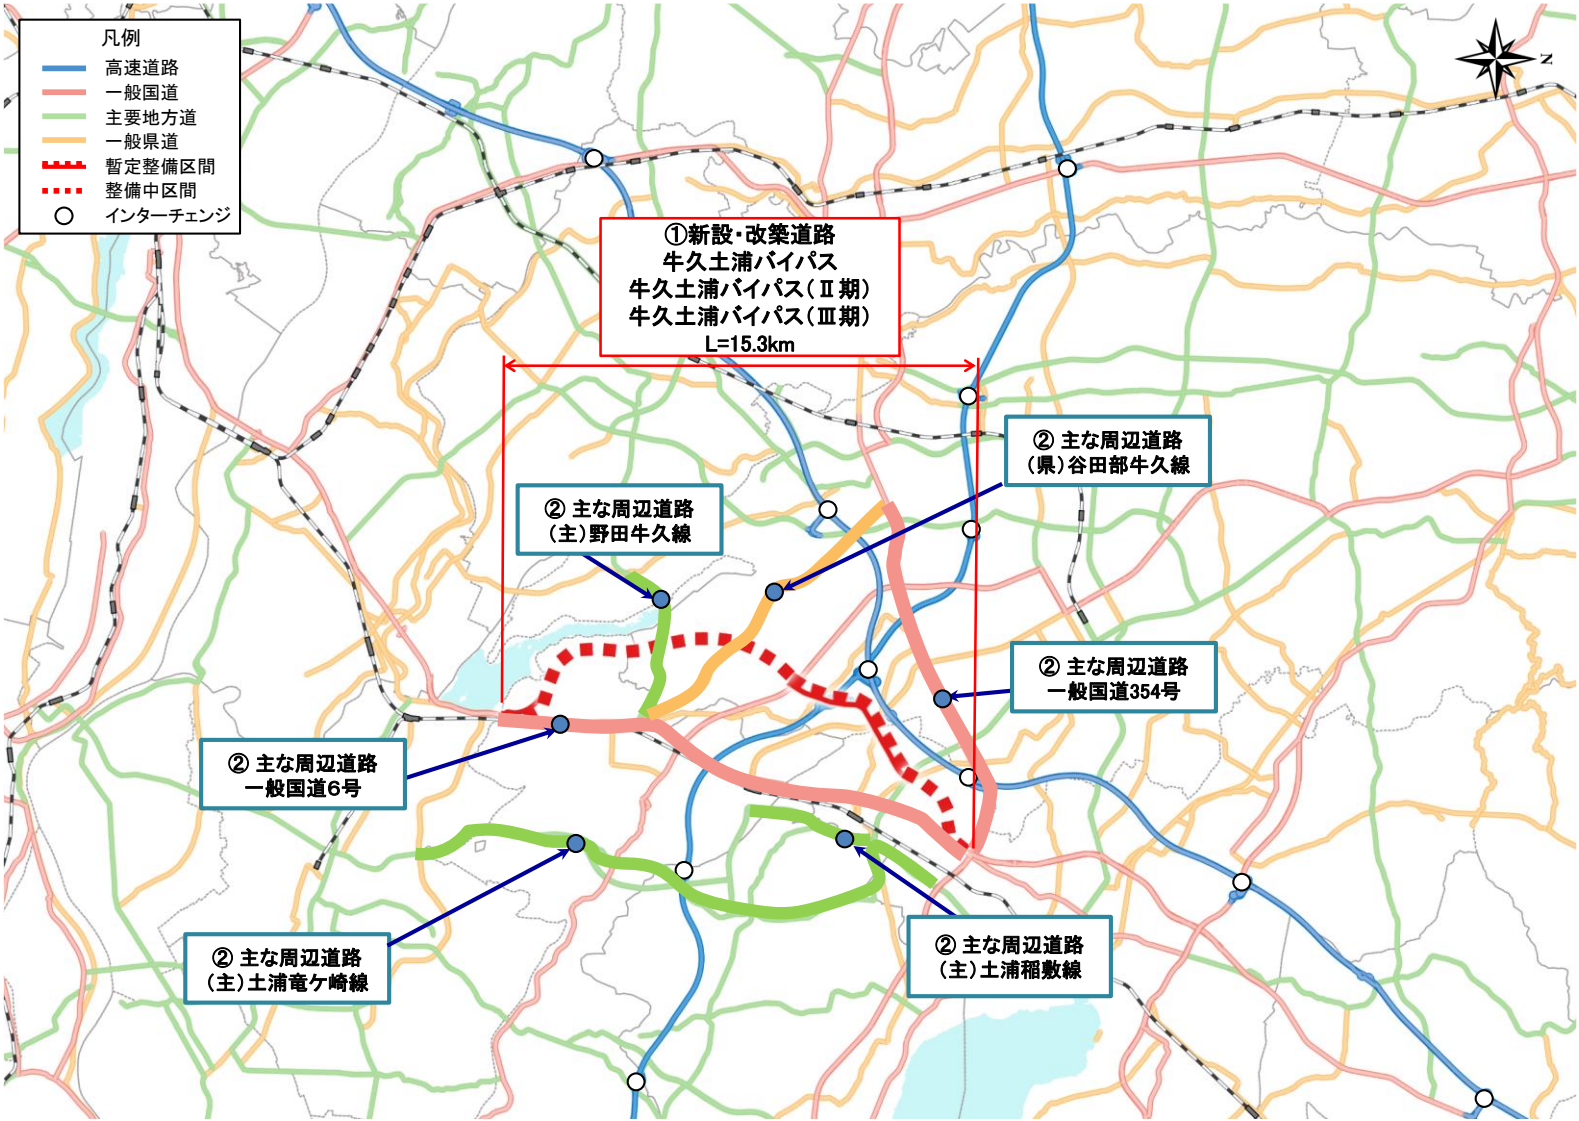 凡例
高速道路
一般国道
主要地方道
一般県道
暫定整備区間
整備中区間
インターチェンジ
N
①新設・改築道路
牛久土浦バイパス
牛久土浦バイパス(Ⅱ期)
牛久土浦バイパス(Ⅲ期)
L=15.3km
② 主な周辺道路
(県)谷田部牛久線
② 主な周辺道路
(主)野田牛久線
② 主な周辺道路
一般国道354号
② 主な周辺道路
一般国道6号
② 主な周辺道路
(主)土浦竜ケ崎線
② 主な周辺道路
(主)土浦稲敷線